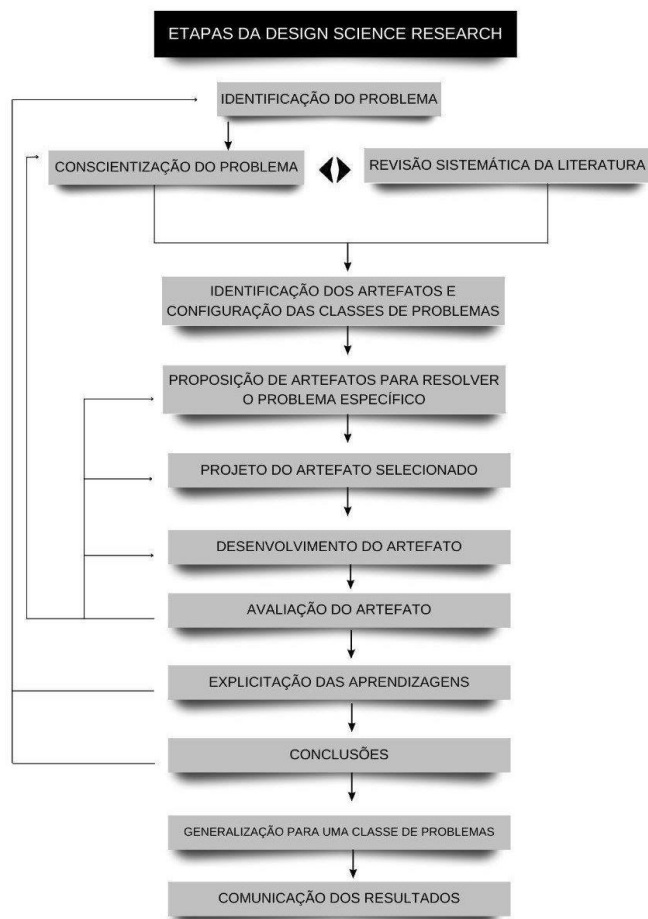 ETAPAS DA DESIGN SCIENCE RESEARCH
IDENTIFICAÇÃO DO PROBLEMA
CONSCIENTIZAÇÃO DO PROBLEMA
REVISÃO SISTEMÁTICA DA LITERATURA
IDENTIFICAÇÃO DOS ARTEFATOS E
CONFIGURAÇÃO DAS CLASSES DE PROBLEMAS
PROPOSIÇÃO DE ARTEFATOS PARA RESOLVER
O PROBLEMA ESPECÍFICO
PROJETO DO ARTEFATO SELECIONADO
DESENVOLVIMENTO DO ARTEFATO
AVALIAÇÃO DO ARTEFATO
EXPLICITAÇÃO DAS APRENDIZAGENS
CONCLUSÕES
GENERALIZAÇÃO PARA UMA CLASSE DE PROBLEMAS
COMUNICAÇÃO DOS RESULTADOS